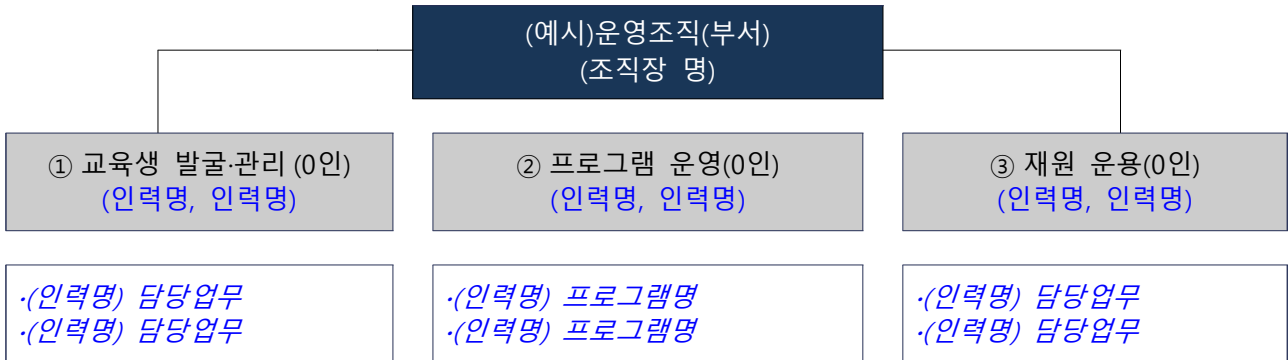 (예시)운영조직(부서)
(조직장 명)
① 교육생 발굴·관리 (0인)
(인력명, 인력명)
② 프로그램 운영(0인)
(인력명, 인력명)
③ 재원 운용(0인)
(인력명, 인력명)
·(인력명) 담당업무
·(인력명) 담당업무
·(인력명) 프로그램명
·(인력명) 프로그램명
·(인력명) 담당업무
·(인력명) 담당업무